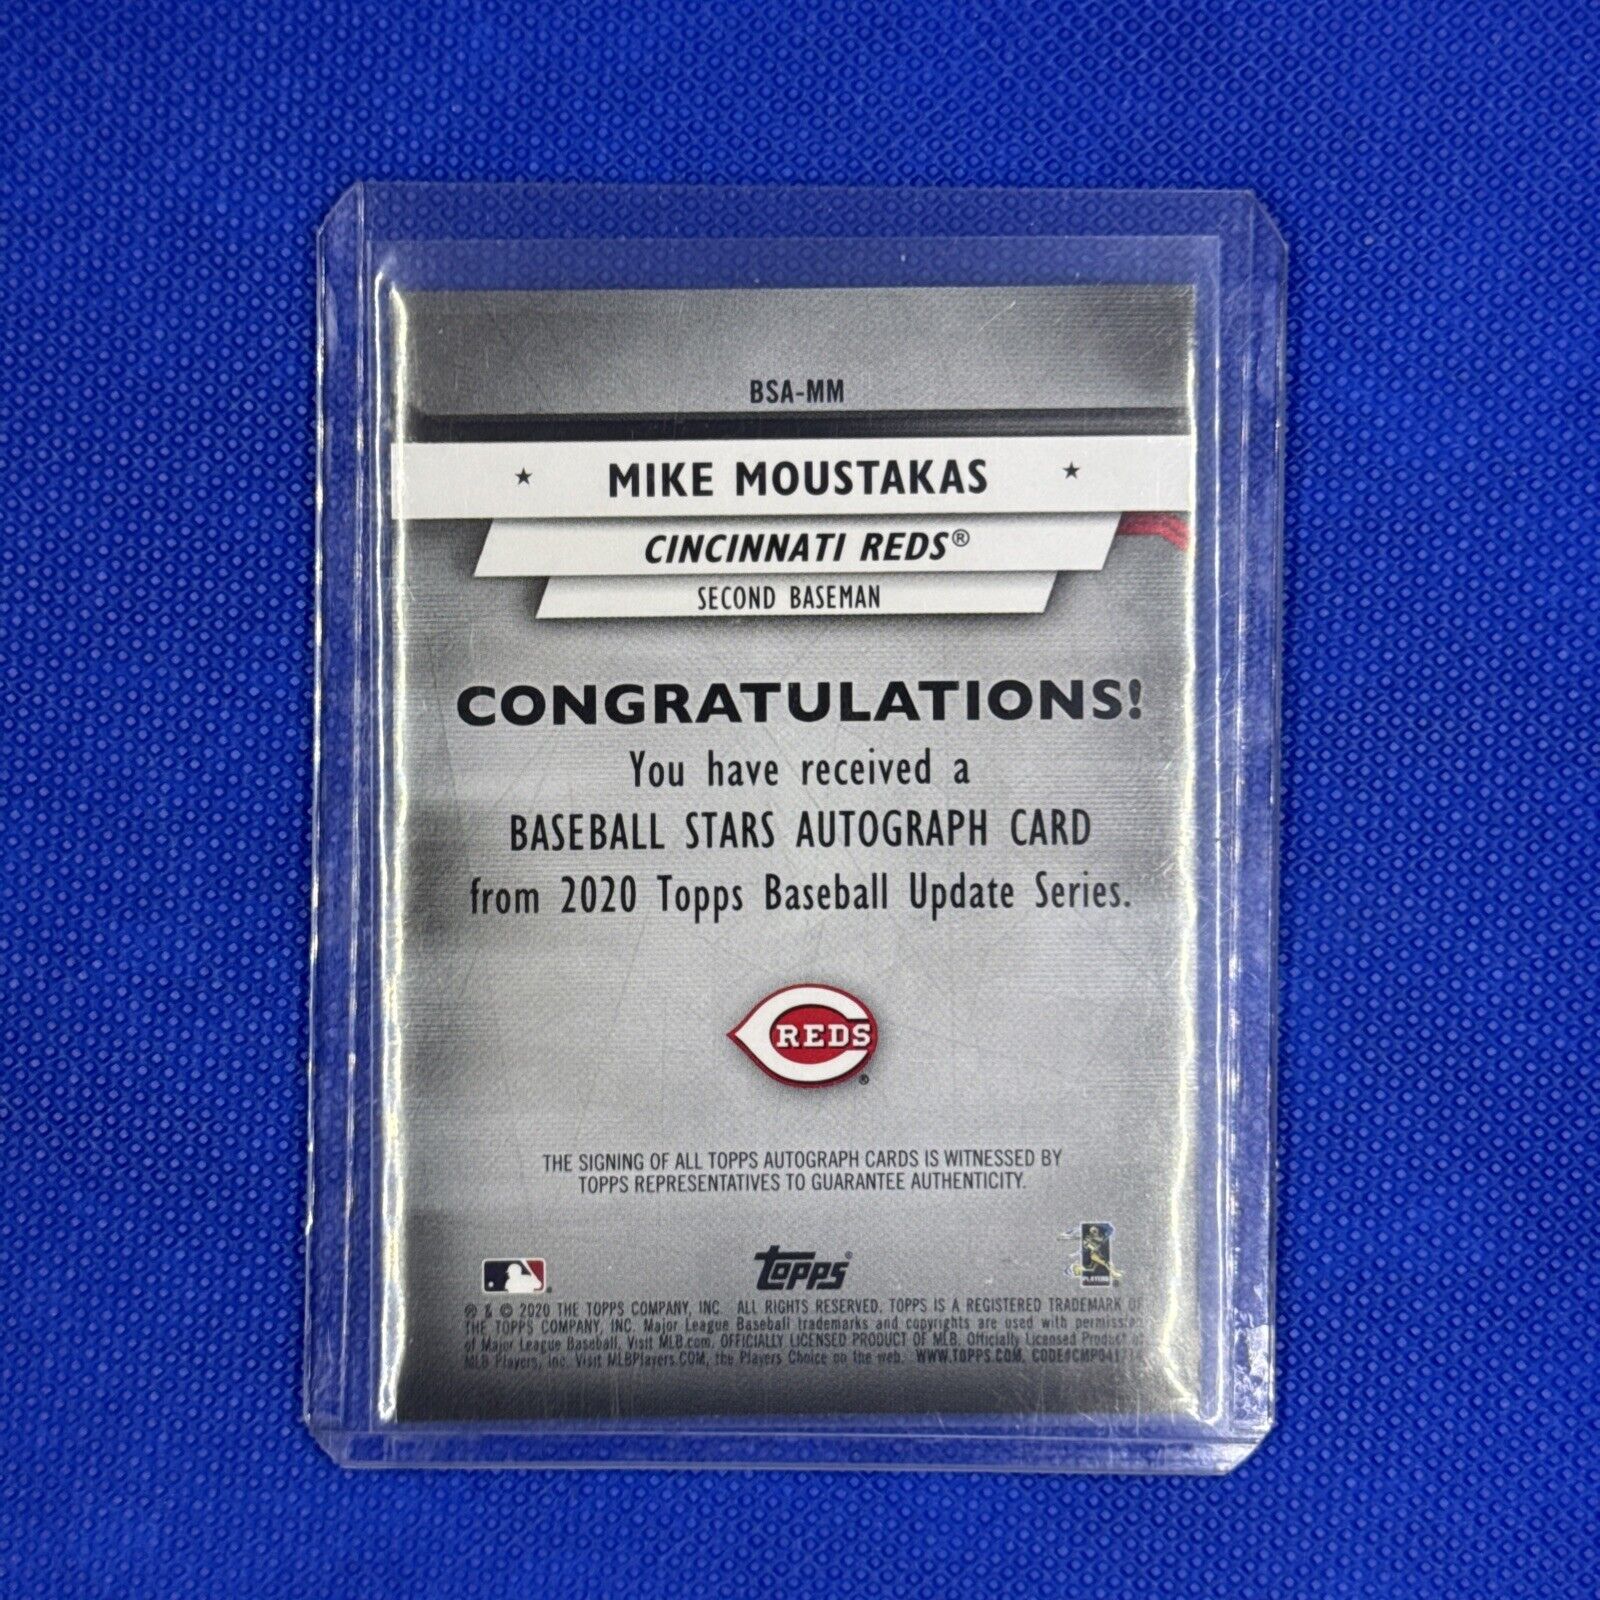 BSA-MM
★ MIKE MOUSTAKAS ★
CINCINNATI REDS®
SECOND BASEMAN
CONGRATULATIONS!
You have received a
BASEBALL STARS AUTOGRAPH CARD
from 2020 Topps Baseball Update Series.
REDS
®
THE SIGNING OF ALL TOPPS AUTOGRAPH CARDS IS WITNESSED BY
TOPPS REPRESENTATIVES TO GUARANTEE AUTHENTICITY.
Topps®
PLAYERS
® & © 2020 THE TOPPS COMPANY, INC. ALL RIGHTS RESERVED. TOPPS IS A REGISTERED TRADEMARK OF
THE TOPPS COMPANY, INC. Major League Baseball trademarks and copyrights are used with permission
of Major League Baseball. Visit MLB.com. OFFICIALLY LICENSED PRODUCT OF MLB. Officially Licensed Product of
MLB Players, Inc. Visit MLBPlayers.COM, the Players Choice on the web. WWW.TOPPS.COM.